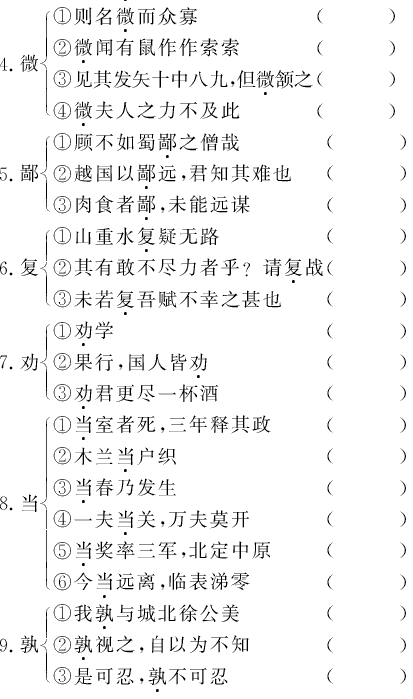 4. 微
①则名微而众寡 ( )
②微闻有鼠作作索索 ( )
③见其发矢十中八九,但微颔之( )
④微夫人之力不及此 ( )
5. 鄙
①顾不如蜀鄙之僧哉 ( )
②越国以鄙远,君知其难也 ( )
③肉食者鄙,未能远谋 ( )
6. 复
①山重水复疑无路 ( )
②其有敢不尽力者乎？请复战( )
③未若复吾赋不幸之甚也 ( )
7. 劝
①劝学 ( )
②果行,国人皆劝 ( )
③劝君更尽一杯酒 ( )
8. 当
①当室者死,三年释其政 ( )
②木兰当户织 ( )
③当春乃发生 ( )
④一夫当关,万夫莫开 ( )
⑤当奖率三军,北定中原 ( )
⑥今当远离,临表涕零 ( )
9. 孰
①我孰与城北徐公美 ( )
②孰视之,自以为不知 ( )
③是可忍,孰不可忍 ( )